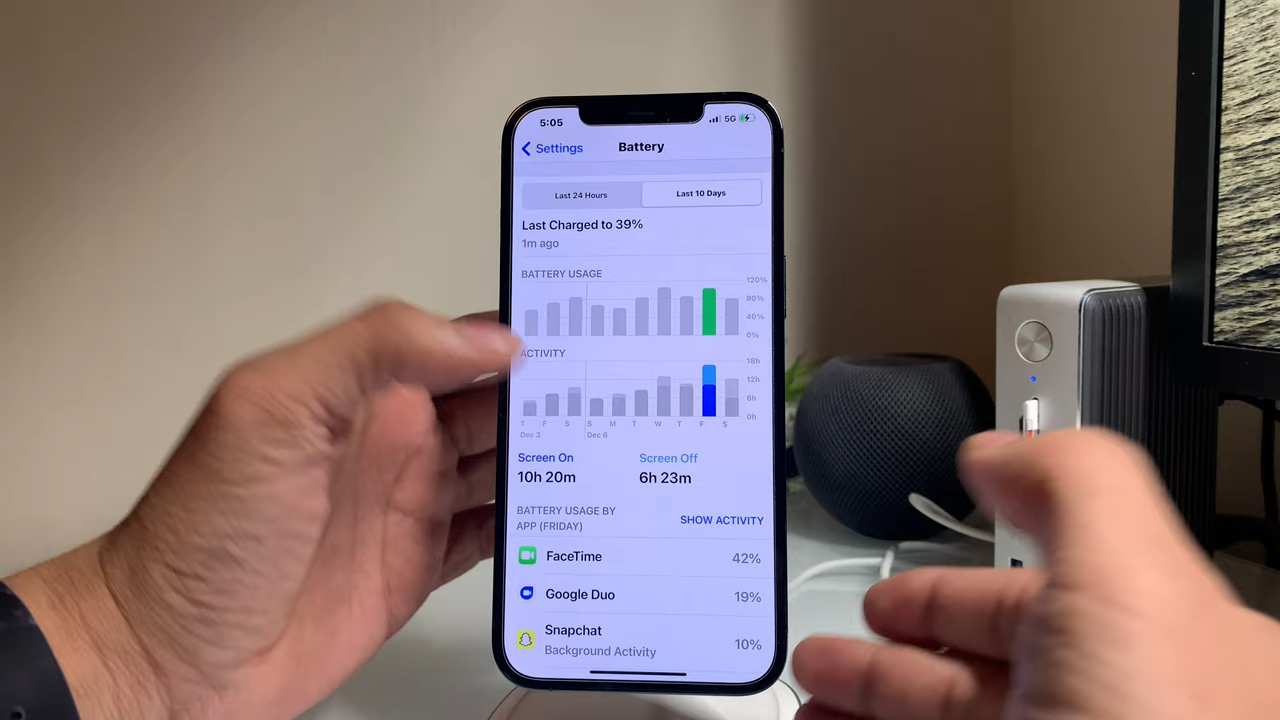 5:05
5G
Settings
Battery
Last 24 Hours
Last 10 Days
Last Charged to 39%
1m ago
BATTERY USAGE
120%
80%
40%
0%
ACTIVITY
18h
12h
6h
0h
T F S S M T W T F S
Dec 3 Dec 6
Screen On
Screen Off
10h 20m
6h 23m
BATTERY USAGE BY
APP (FRIDAY)
SHOW ACTIVITY
FaceTime
42%
Google Duo
19%
Snapchat
Background Activity
10%